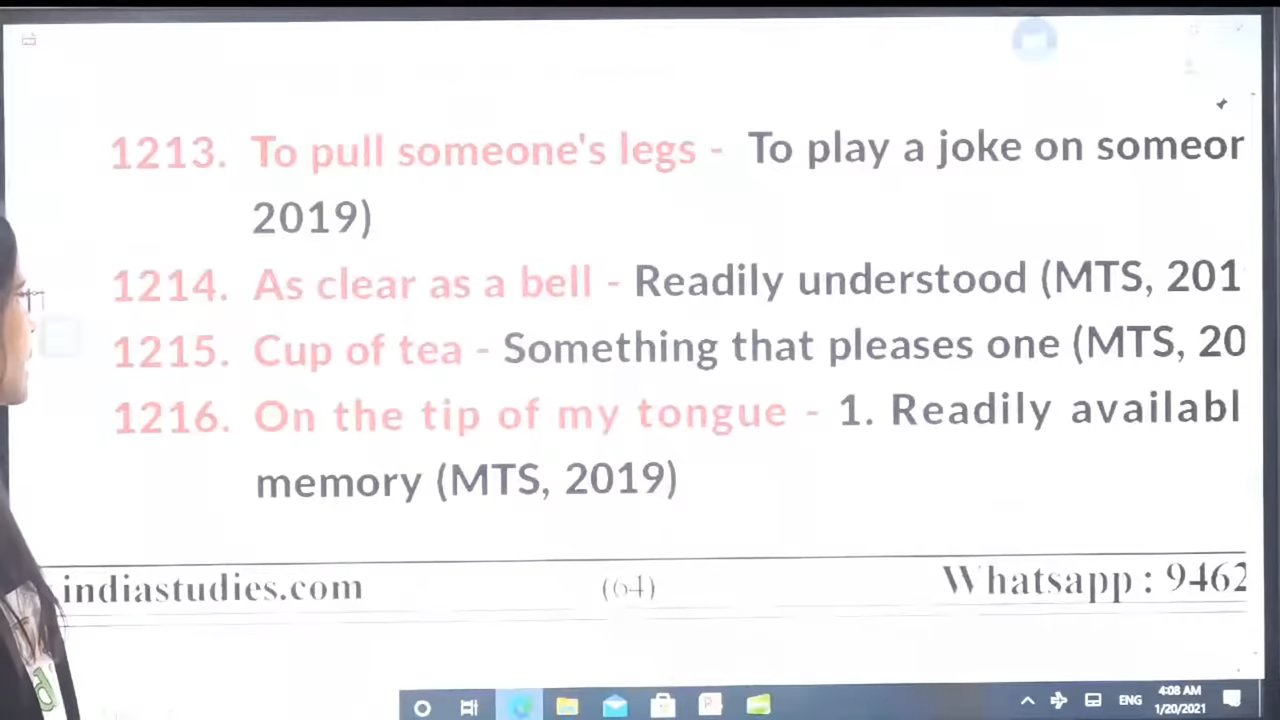 1213. To pull someone's legs - To play a joke on someor
2019)
1214. As clear as a bell - Readily understood (MTS, 201
1215. Cup of tea - Something that pleases one (MTS, 20
1216. On the tip of my tongue - 1. Readily availabl
memory (MTS, 2019)
indiastudies.com (64) Whatsapp : 9462
ENG 4:08 AM
1/20/2021